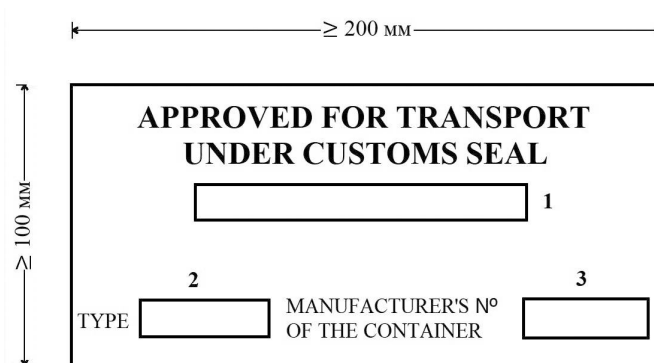 ≥ 200 мм
≥ 100 мм
APPROVED FOR TRANSPORT
UNDER CUSTOMS SEAL
1
2
3
TYPE
MANUFACTURER'S Nº
OF THE CONTAINER